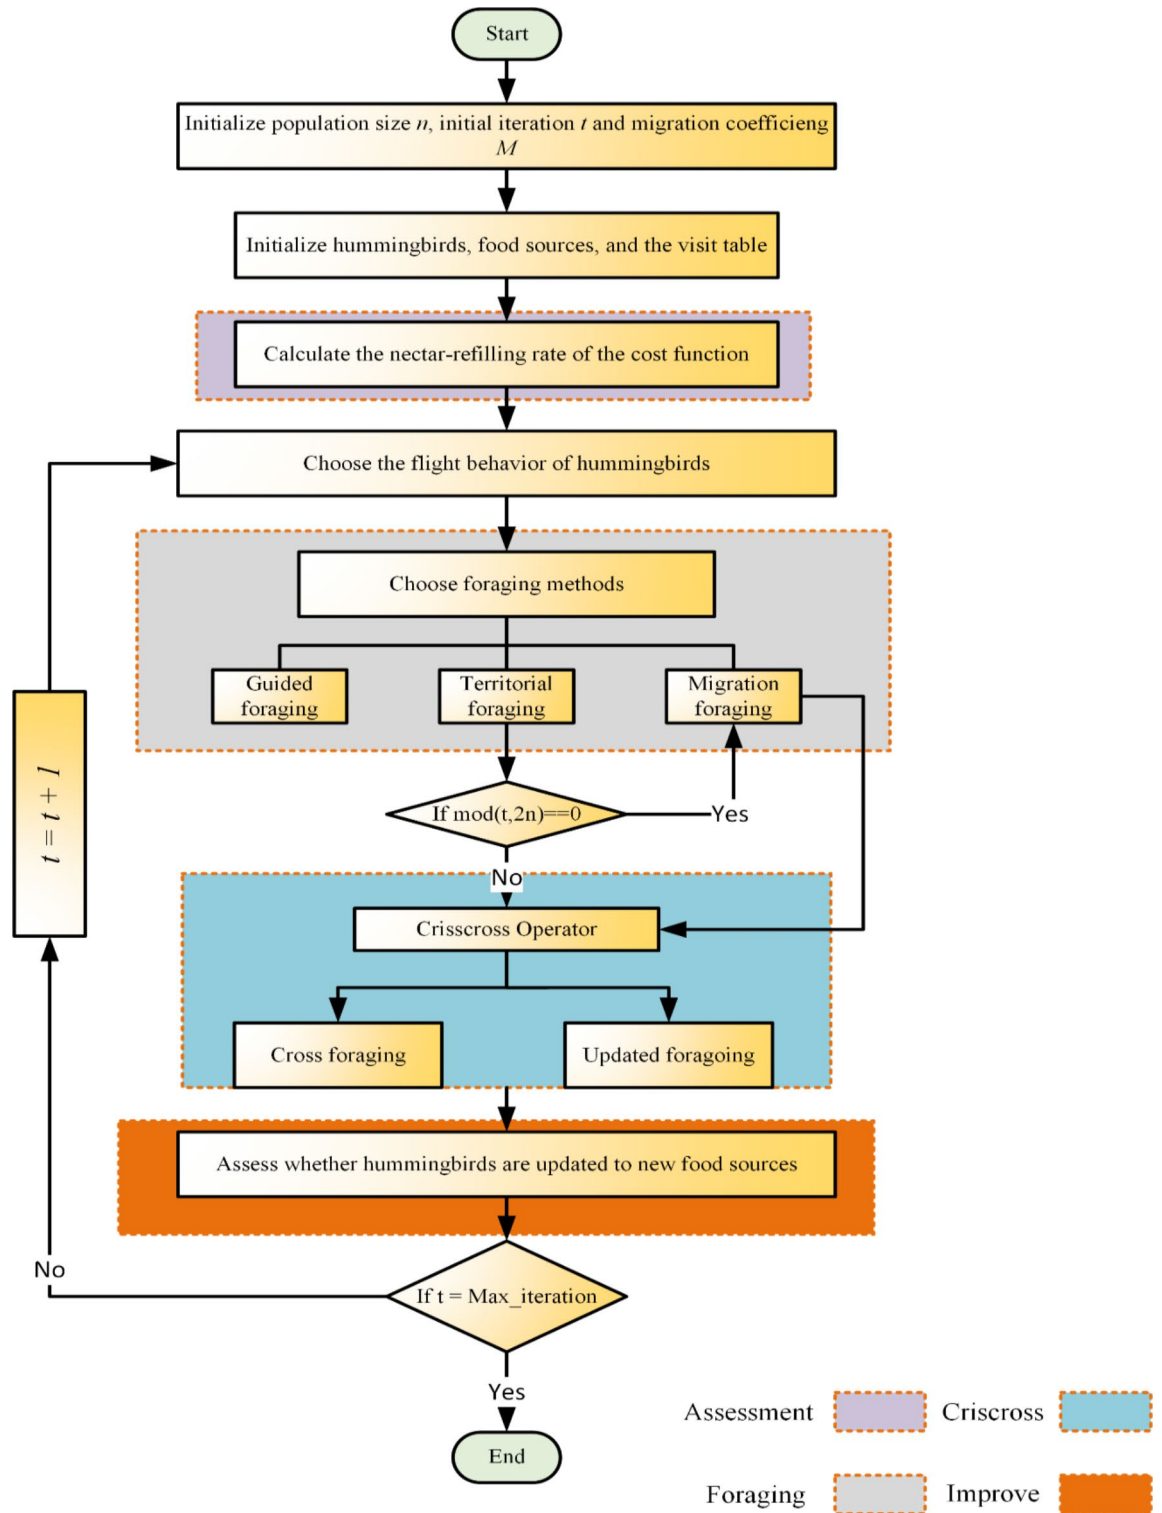 Start
Initialize population size n, initial iteration t and migration coefficieng
M
Initialize hummingbirds, food sources, and the visit table
Calculate the nectar-refilling rate of the cost function
Choose the flight behavior of hummingbirds
Choose foraging methods
Guided
foraging
Territorial
foraging
Migration
foraging
t = t + 1
If mod(t,2n)==0
Yes
No
Crisscross Operator
Cross foraging
Updated foragoing
Assess whether hummingbirds are updated to new food sources
No
If t = Max_iteration
Yes
End
Assessment
Criscross
Foraging
Improve